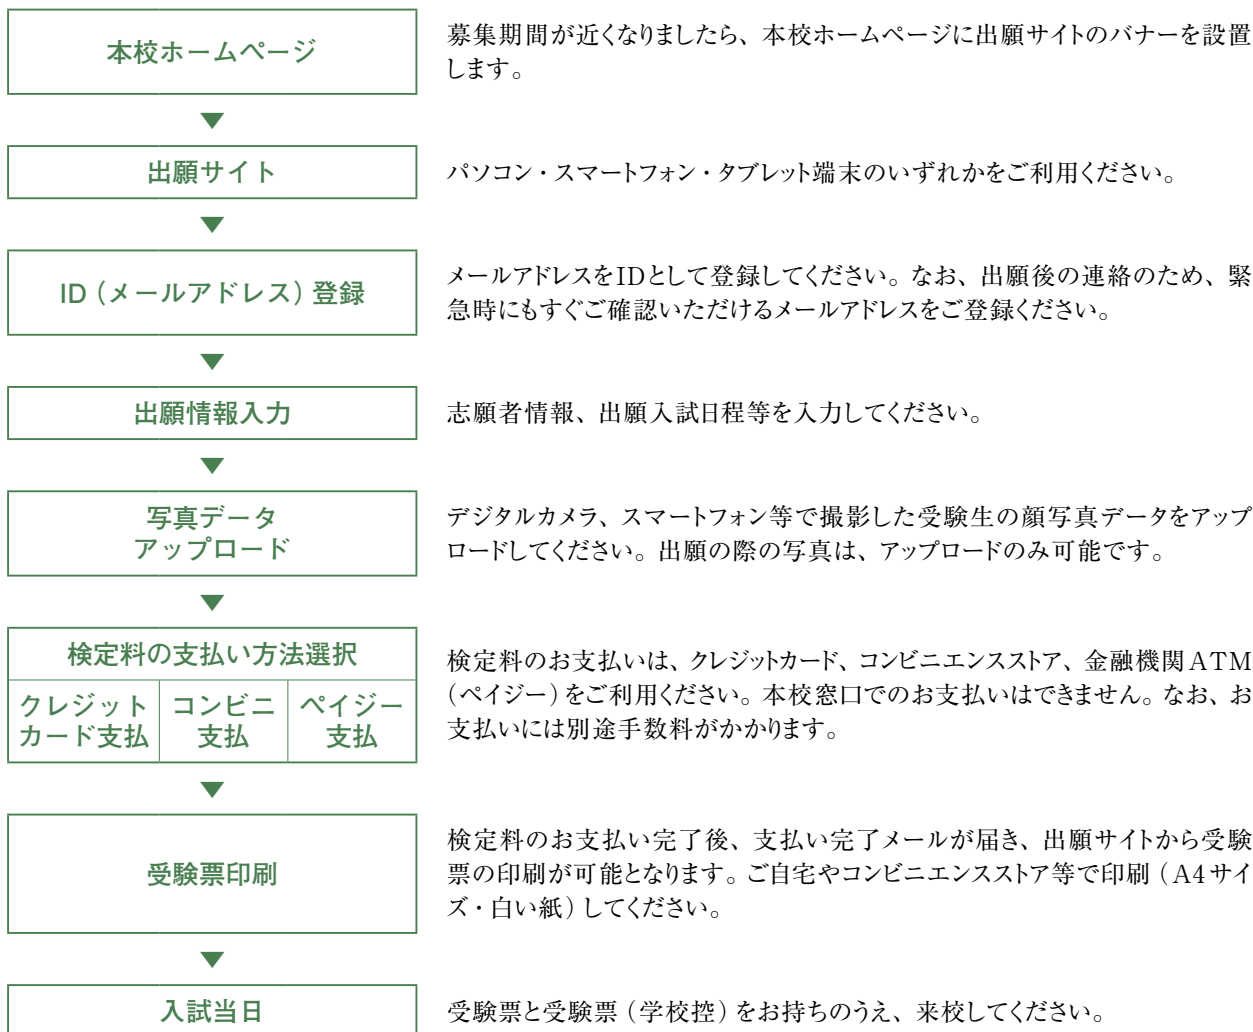 本校ホームページ
募集期間が近くなりましたら、本校ホームページに出願サイトのバナーを設置
します。
▼
出願サイト
パソコン・スマートフォン・タブレット端末のいずれかをご利用ください。
▼
ID（メールアドレス）登録
メールアドレスをIDとして登録してください。なお、出願後の連絡のため、緊
急時にもすぐご確認いただけるメールアドレスをご登録ください。
▼
出願情報入力
志願者情報、出願入試日程等を入力してください。
▼
写真データ
アップロード
デジタルカメラ、スマートフォン等で撮影した受験生の顔写真データをアップ
ロードしてください。出願の際の写真は、アップロードのみ可能です。
▼
検定料の支払い方法選択
クレジット
カード支払
コンビニ
支払
ペイジー
支払
検定料のお支払いは、クレジットカード、コンビニエンスストア、金融機関ATM
（ペイジー）をご利用ください。本校窓口でのお支払いはできません。なお、お
支払いには別途手数料がかかります。
▼
受験票印刷
検定料のお支払い完了後、支払い完了メールが届き、出願サイトから受験
票の印刷が可能となります。ご自宅やコンビニエンスストア等で印刷（A4サイ
ズ・白い紙）してください。
▼
入試当日
受験票と受験票（学校控）をお持ちのうえ、来校してください。